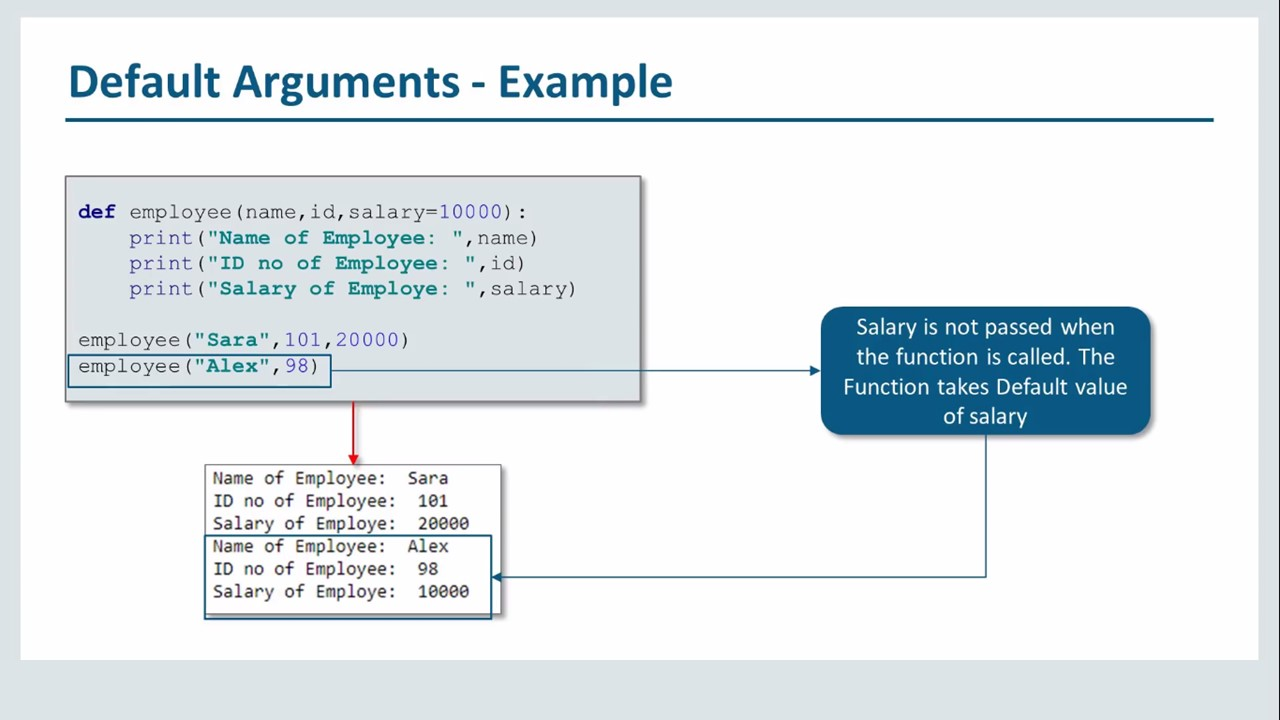 Default Arguments - Example
def employee(name,id,salary=10000):
    print("Name of Employee: ",name)
    print("ID no of Employee: ",id)
    print("Salary of Employe: ",salary)
employee("Sara",101,20000)
employee("Alex",98)
Salary is not passed when
the function is called. The
Function takes Default value
of salary
Name of Employee:  Sara
ID no of Employee:  101
Salary of Employe:  20000
Name of Employee:  Alex
ID no of Employee:  98
Salary of Employe:  10000